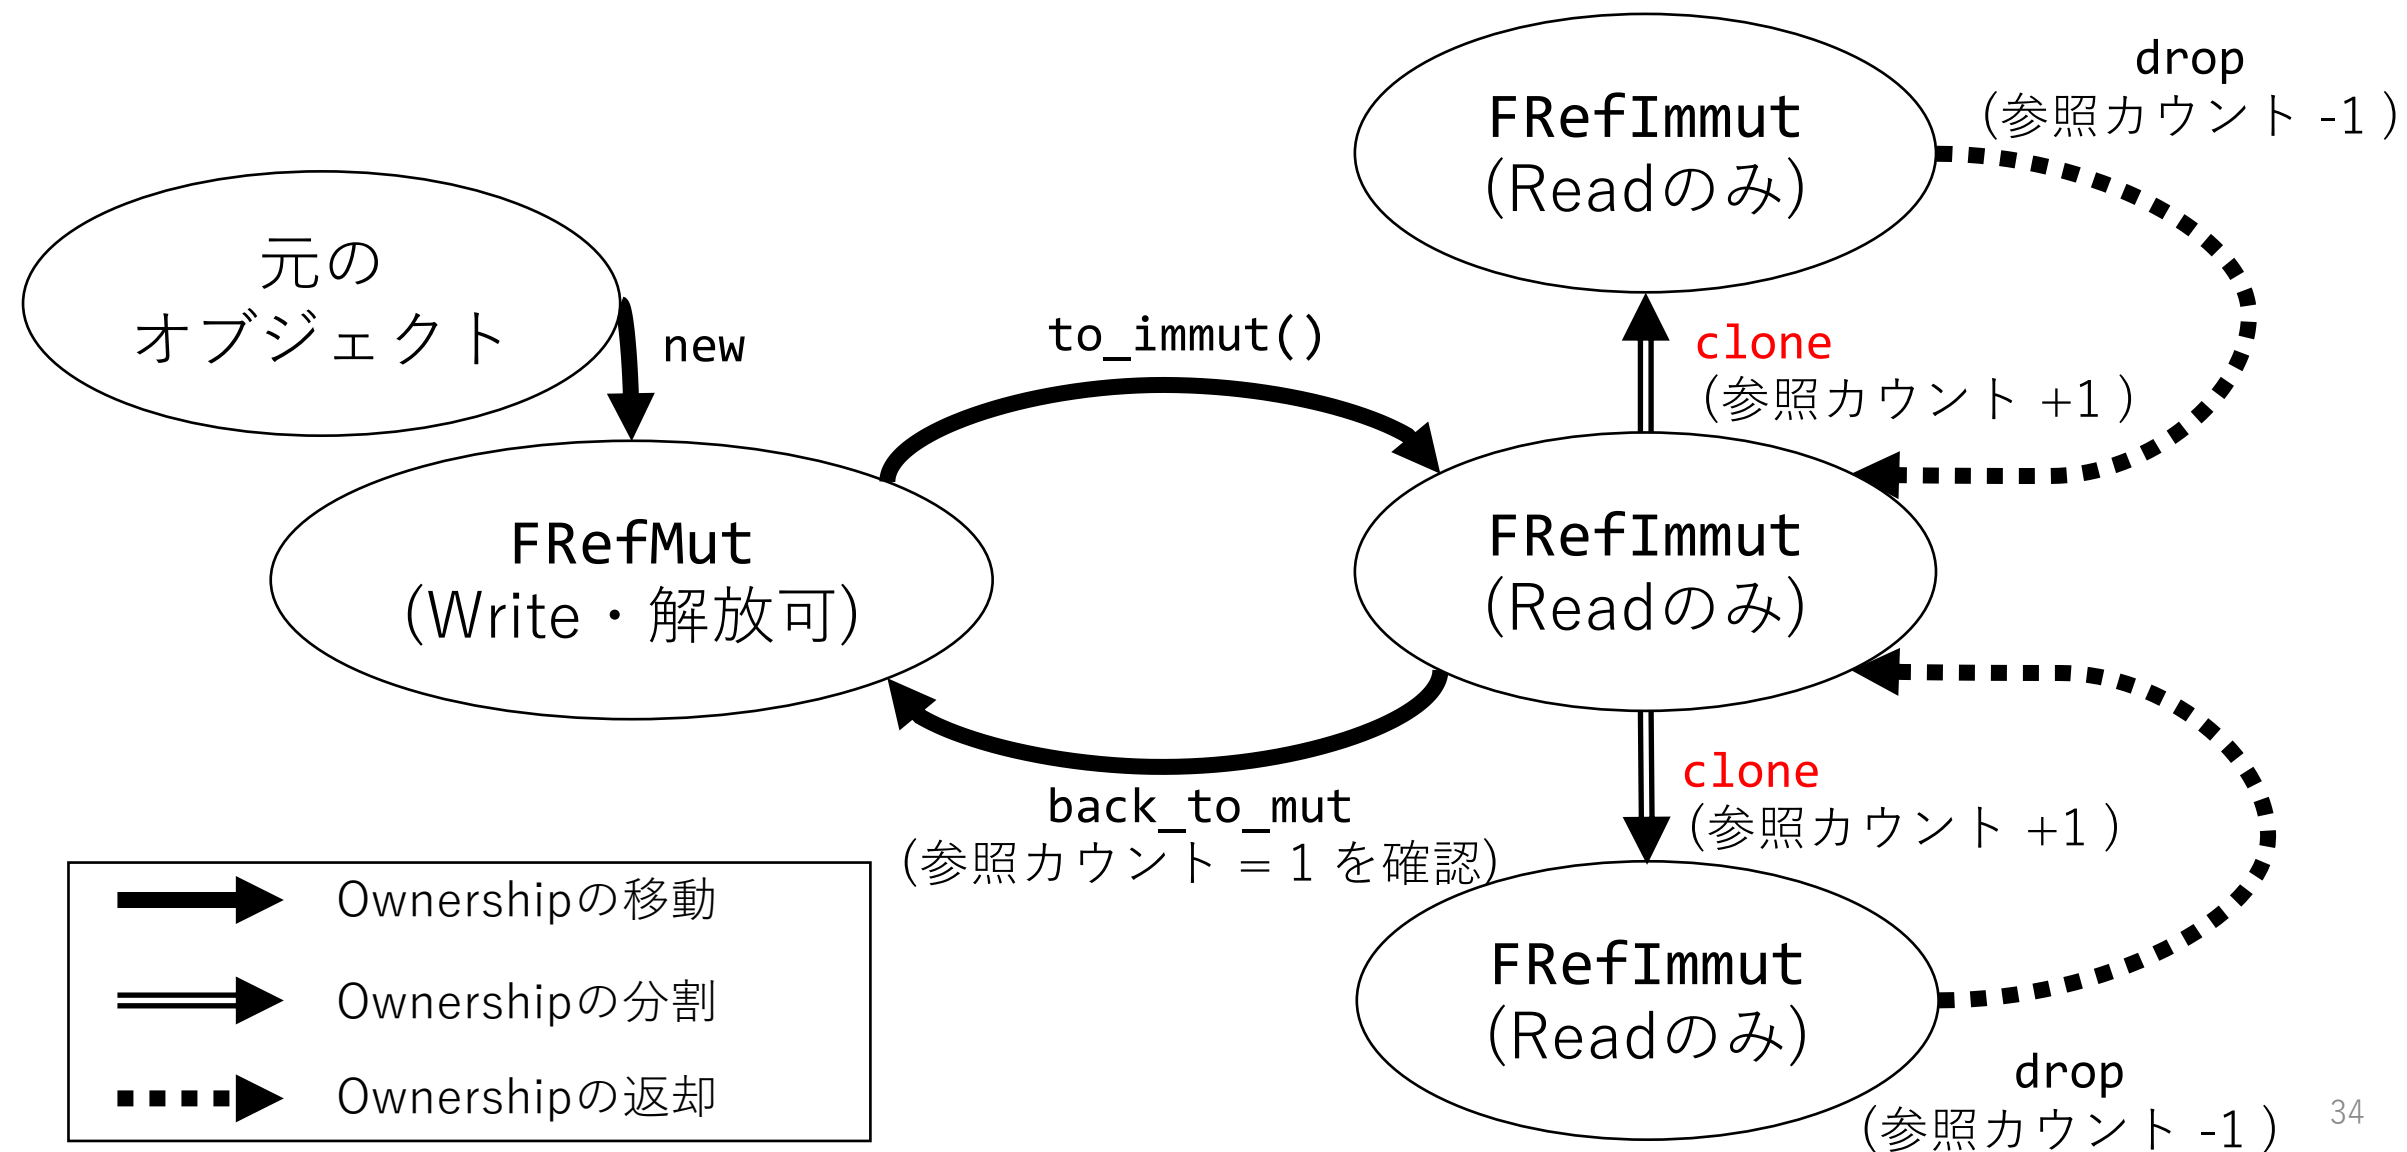 元の
オブジェクト
new
FRefMut
(Write・解放可)
to_immut()
back_to_mut
(参照カウント = 1 を確認)
FRefImmut
(Readのみ)
drop
(参照カウント -1 )
clone
(参照カウント +1 )
FRefImmut
(Readのみ)
clone
(参照カウント +1 )
FRefImmut
(Readのみ)
drop
(参照カウント -1 )
Ownershipの移動
Ownershipの分割
Ownershipの返却
34